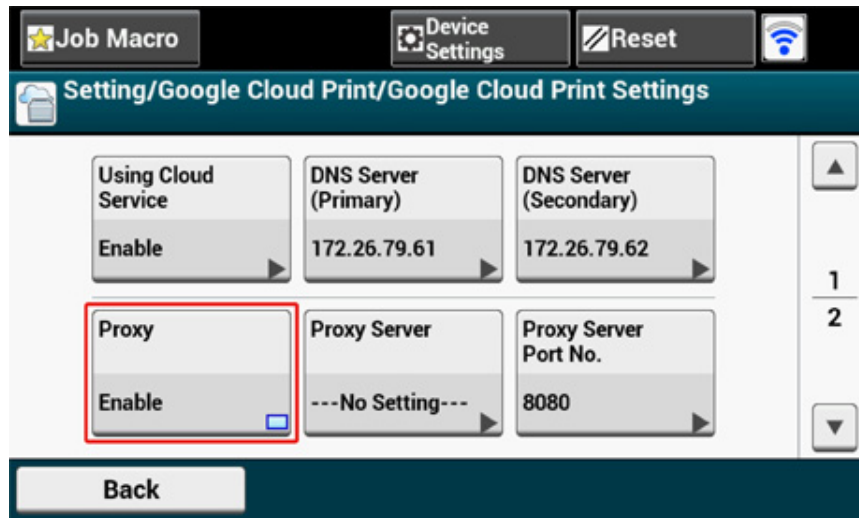 Job Macro
Device
Settings
Reset
Setting/Google Cloud Print/Google Cloud Print Settings
Using Cloud
Service
Enable
DNS Server
(Primary)
172.26.79.61
DNS Server
(Secondary)
172.26.79.62
Proxy
Enable
Proxy Server
---No Setting---
Proxy Server
Port No.
8080
1
2
Back